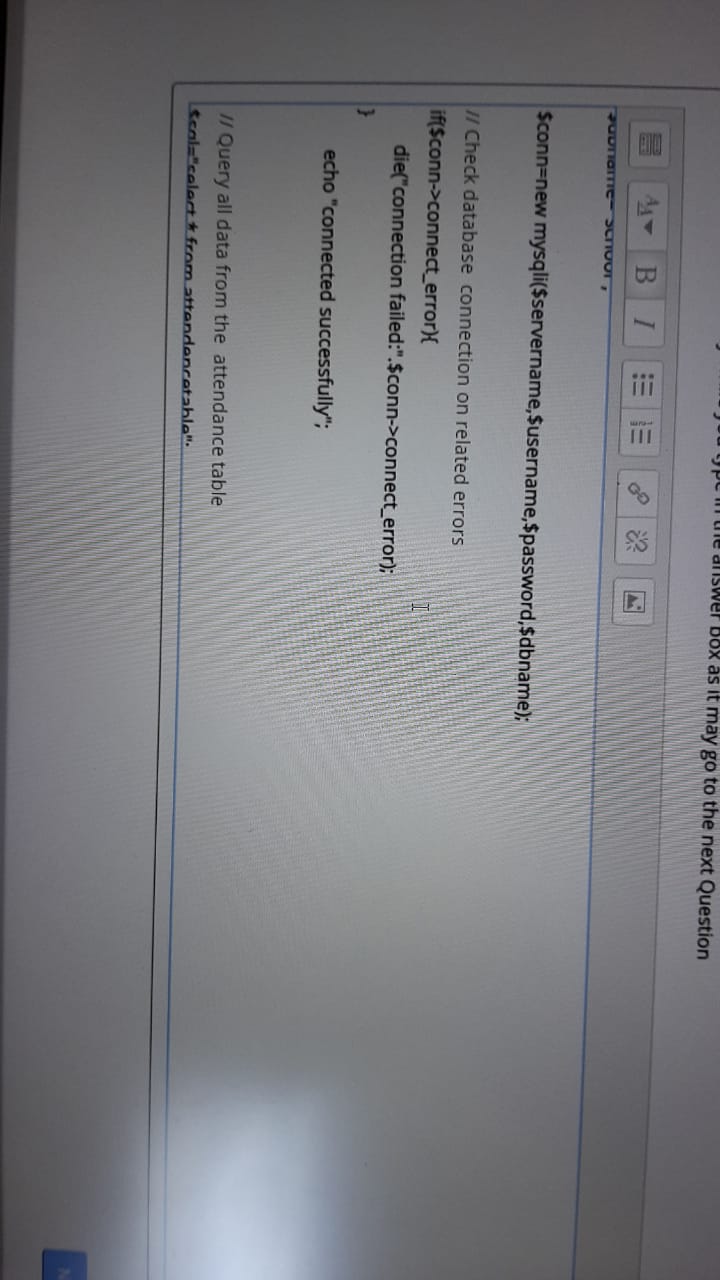 type in the answer box as it may go to the next Question
B I
$dbname="school";
$conn=new mysqli($servername,$username,$password,$dbname);
// Check database connection on related errors
if($conn->connect_error){
die("connection failed:".$conn->connect_error);
}
echo "connected successfully";
// Query all data from the attendance table
$sql="select * from attendancetable";